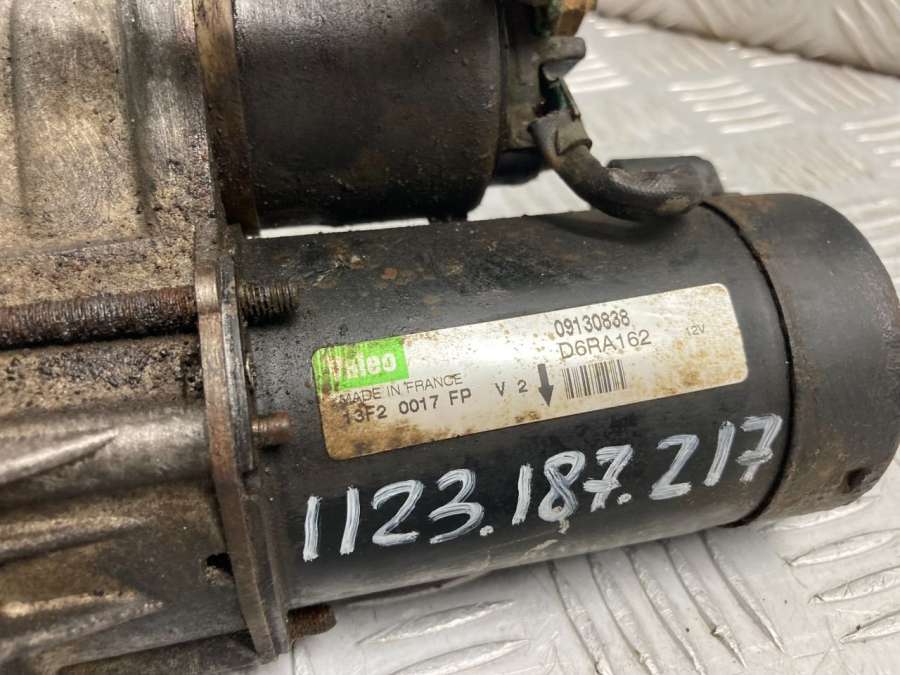 09130838
Valeo
D6RA162
12V
MADE IN FRANCE
13F2 0017 FP V 2
1123.187.217